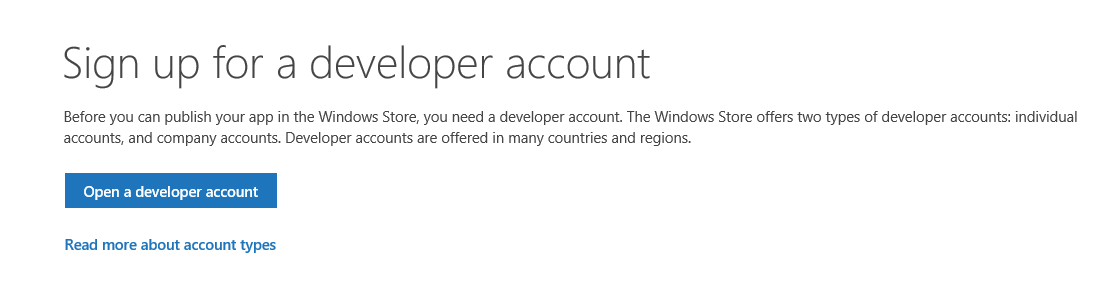 Sign up for a developer account
Before you can publish your app in the Windows Store, you need a developer account. The Windows Store offers two types of developer accounts: individual
accounts, and company accounts. Developer accounts are offered in many countries and regions.
Open a developer account
Read more about account types